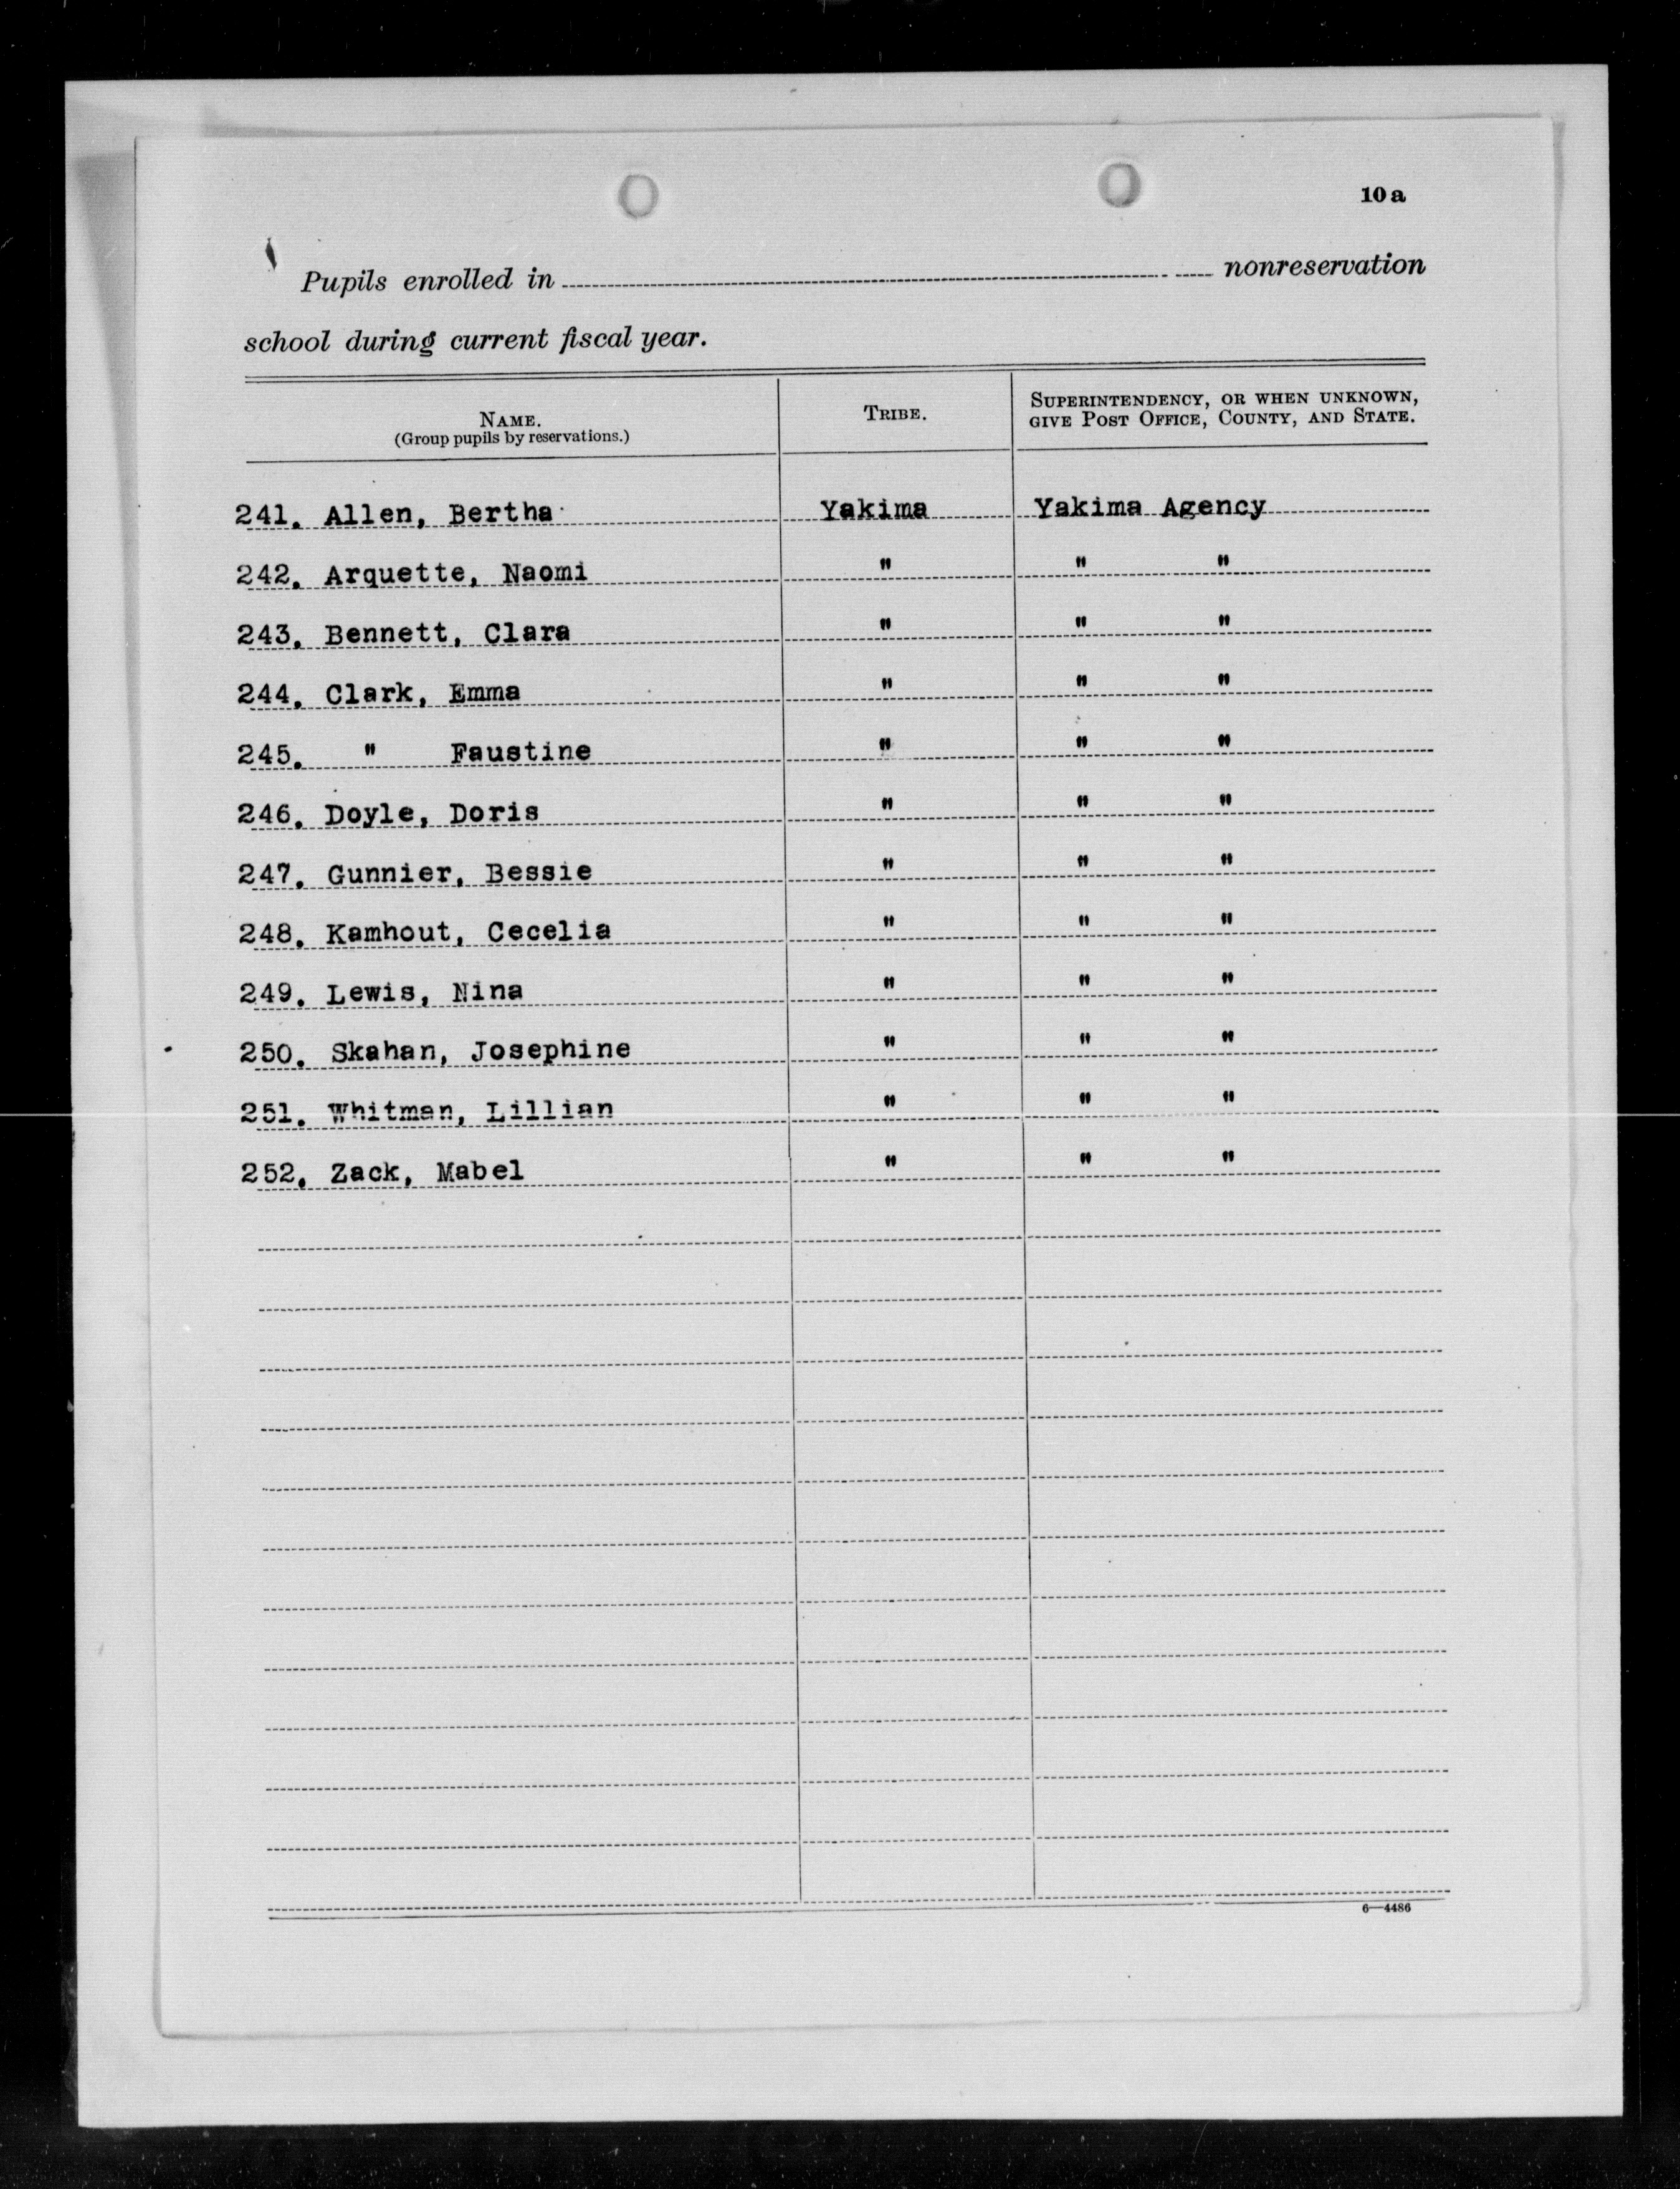 10 a
Pupils enrolled in nonreservation
school during current fiscal year.
NAME.
(Group pupils by reservations.)
TRIBE.
SUPERINTENDENCY, OR WHEN UNKNOWN,
GIVE POST OFFICE, COUNTY, AND STATE.
241. Allen, Bertha Yakima Yakima Agency
242. Arquette, Naomi " " "
243. Bennett, Clara " " "
244. Clark, Emma " " "
245. " Faustine " " "
246. Doyle, Doris " " "
247. Gunnier, Bessie " " "
248. Kamhout, Cecelia " " "
249. Lewis, Nina " " "
250. Skahan, Josephine " " "
251. Whitman, Lillian " " "
252. Zack, Mabel " " "
6—4486